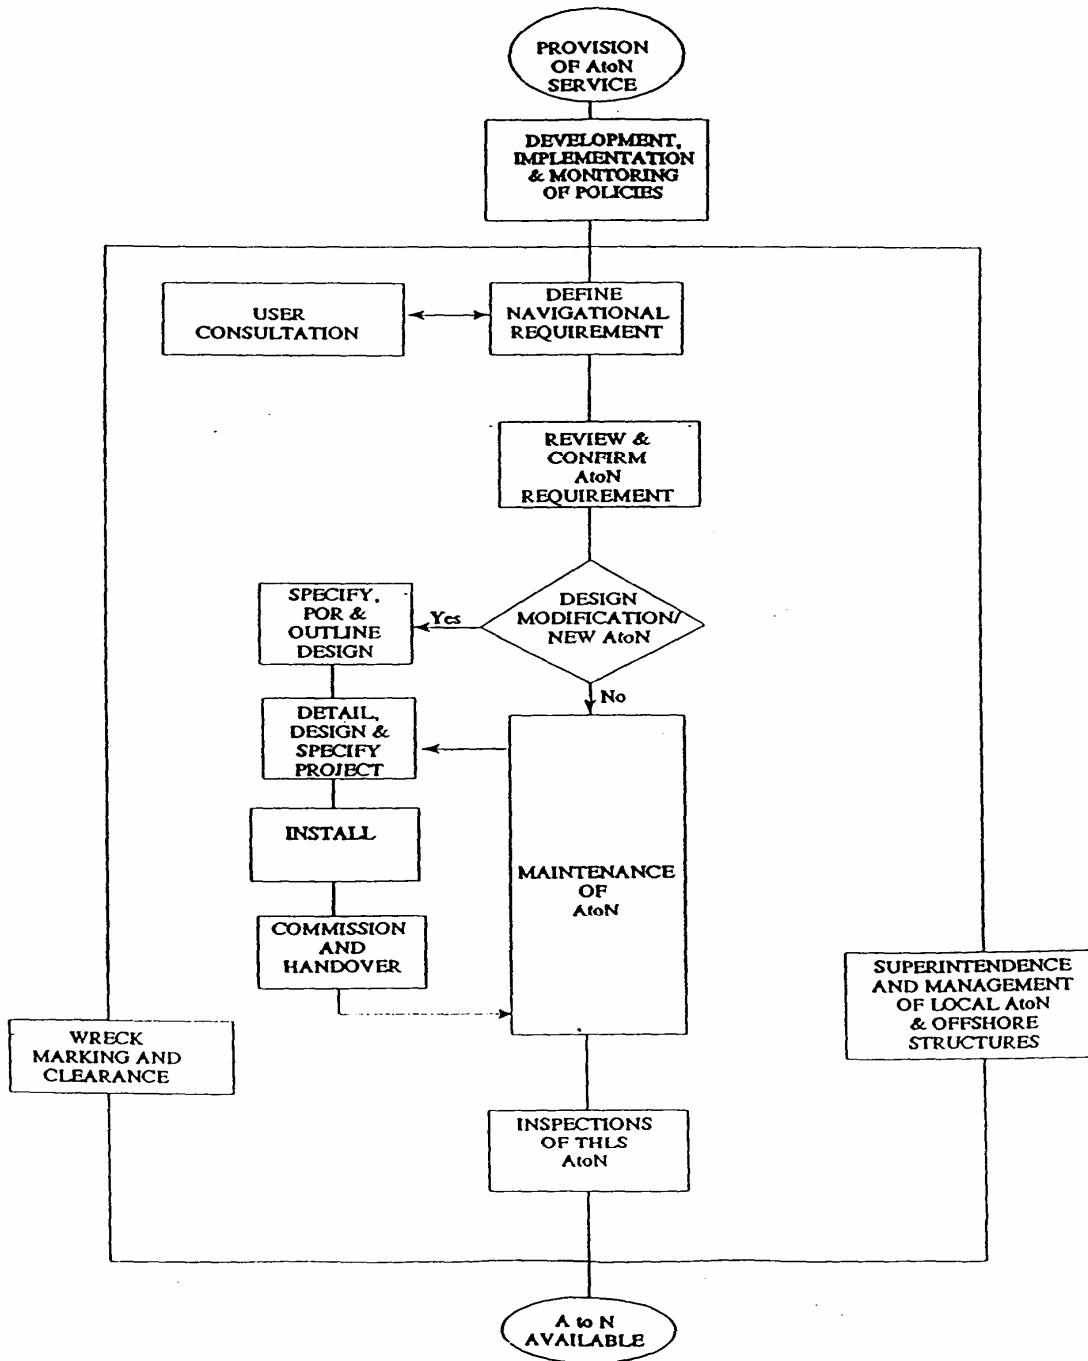 PROVISION
OF AtoN
SERVICE
DEVELOPMENT,
IMPLEMENTATION
& MONITORING
OF POLICIES
USER
CONSULTATION
DEFINE
NAVIGATIONAL
REQUIREMENT
REVIEW &
CONFIRM
AtoN
REQUIREMENT
DESIGN
MODIFICATION/
NEW AtoN
Yes
No
SPECIFY,
POR &
OUTLINE
DESIGN
DETAIL,
DESIGN &
SPECIFY
PROJECT
INSTALL
COMMISSION
AND
HANDOVER
MAINTENANCE
OF
AtoN
WRECK
MARKING AND
CLEARANCE
SUPERINTENDENCE
AND MANAGEMENT
OF LOCAL AtoN
& OFFSHORE
STRUCTURES
INSPECTIONS
OF THLS
AtoN
A to N
AVAILABLE